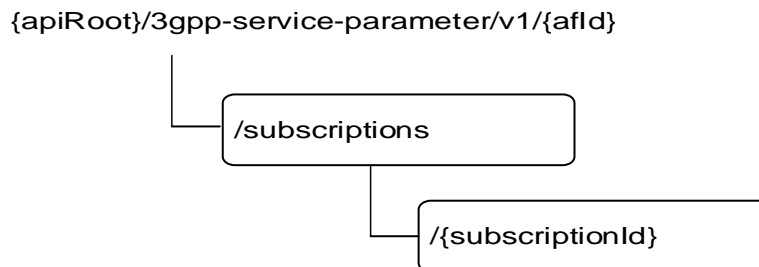 {apiRoot}/3gpp-service-parameter/v1/{afId}
/subscriptions
/{subscriptionId}